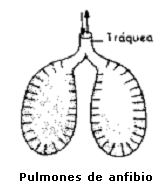 Tráquea
Pulmones de anfibio